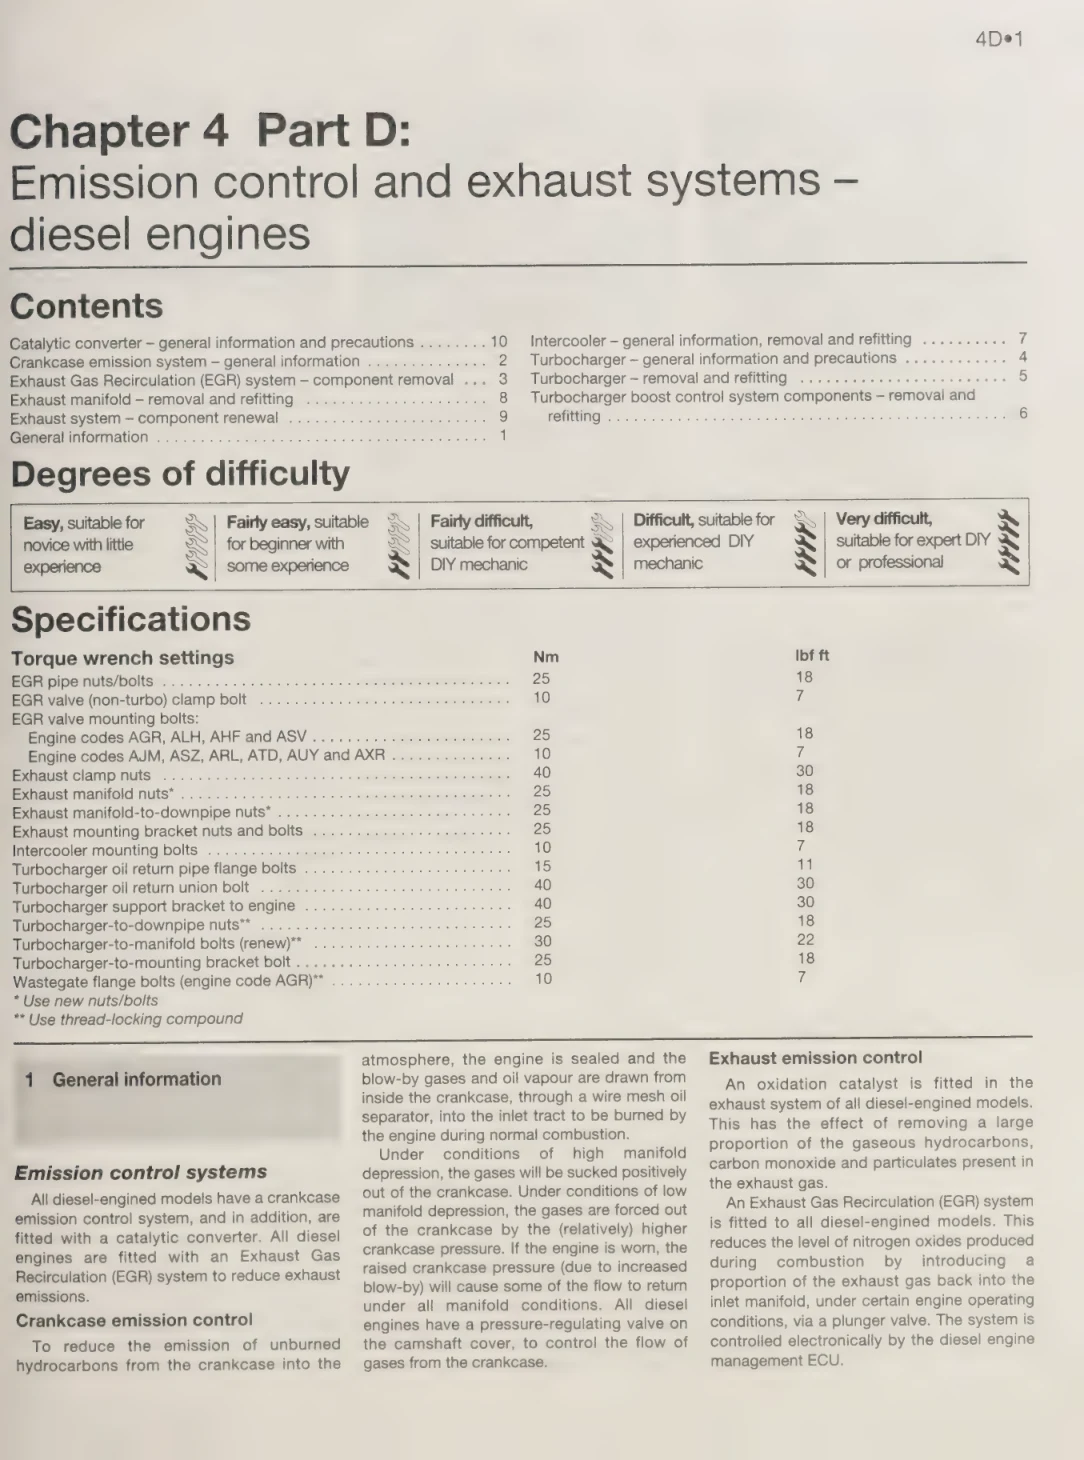 4D•1
Chapter 4 Part D:
Emission control and exhaust systems –
diesel engines
Contents
Catalytic converter – general information and precautions . . . . . . . . 10
Crankcase emission system – general information . . . . . . . . . . . . . . 2
Exhaust Gas Recirculation (EGR) system – component removal . . . 3
Exhaust manifold – removal and refitting . . . . . . . . . . . . . . . . . . . . . 8
Exhaust system – component renewal . . . . . . . . . . . . . . . . . . . . . . . 9
General information . . . . . . . . . . . . . . . . . . . . . . . . . . . . . . . . . . . . . 1
Intercooler – general information, removal and refitting . . . . . . . . . . 7
Turbocharger – general information and precautions . . . . . . . . . . . . 4
Turbocharger – removal and refitting . . . . . . . . . . . . . . . . . . . . . . . . 5
Turbocharger boost control system components – removal and
refitting . . . . . . . . . . . . . . . . . . . . . . . . . . . . . . . . . . . . . . . . . . . . . 6
Degrees of difficulty
Easy, suitable for
novice with little
experience
Fairly easy, suitable
for beginner with
some experience
Fairly difficult,
suitable for competent
DIY mechanic
Difficult, suitable for
experienced DIY
mechanic
Very difficult,
suitable for expert DIY
or professional
Specifications
Torque wrench settings Nm lbf ft
EGR pipe nuts/bolts . . . . . . . . . . . . . . . . . . . . . . . . . . . . . . . . . . . . . . . 25 18
EGR valve (non-turbo) clamp bolt . . . . . . . . . . . . . . . . . . . . . . . . . . . . 10 7
EGR valve mounting bolts:
Engine codes AGR, ALH, AHF and ASV . . . . . . . . . . . . . . . . . . . . . . 25 18
Engine codes AJM, ASZ, ARL, ATD, AUY and AXR . . . . . . . . . . . . . 10 7
Exhaust clamp nuts . . . . . . . . . . . . . . . . . . . . . . . . . . . . . . . . . . . . . . . 40 30
Exhaust manifold nuts* . . . . . . . . . . . . . . . . . . . . . . . . . . . . . . . . . . . . . 25 18
Exhaust manifold-to-downpipe nuts* . . . . . . . . . . . . . . . . . . . . . . . . . . 25 18
Exhaust mounting bracket nuts and bolts . . . . . . . . . . . . . . . . . . . . . . 25 18
Intercooler mounting bolts . . . . . . . . . . . . . . . . . . . . . . . . . . . . . . . . . . 10 7
Turbocharger oil return pipe flange bolts . . . . . . . . . . . . . . . . . . . . . . . 15 11
Turbocharger oil return union bolt . . . . . . . . . . . . . . . . . . . . . . . . . . . . 40 30
Turbocharger support bracket to engine . . . . . . . . . . . . . . . . . . . . . . . 40 30
Turbocharger-to-downpipe nuts** . . . . . . . . . . . . . . . . . . . . . . . . . . . . 25 18
Turbocharger-to-manifold bolts (renew)** . . . . . . . . . . . . . . . . . . . . . . 30 22
Turbocharger-to-mounting bracket bolt . . . . . . . . . . . . . . . . . . . . . . . . 25 18
Wastegate flange bolts (engine code AGR)** . . . . . . . . . . . . . . . . . . . . 10 7
* Use new nuts/bolts
** Use thread-locking compound
1 General information
Emission control systems
All diesel-engined models have a crankcase
emission control system, and in addition, are
fitted with a catalytic converter. All diesel
engines are fitted with an Exhaust Gas
Recirculation (EGR) system to reduce exhaust
emissions.
Crankcase emission control
To reduce the emission of unburned
hydrocarbons from the crankcase into the
atmosphere, the engine is sealed and the
blow-by gases and oil vapour are drawn from
inside the crankcase, through a wire mesh oil
separator, into the inlet tract to be burned by
the engine during normal combustion.
Under conditions of high manifold
depression, the gases will be sucked positively
out of the crankcase. Under conditions of low
manifold depression, the gases are forced out
of the crankcase by the (relatively) higher
crankcase pressure. If the engine is worn, the
raised crankcase pressure (due to increased
blow-by) will cause some of the flow to return
under all manifold conditions. All diesel
engines have a pressure-regulating valve on
the camshaft cover, to control the flow of
gases from the crankcase.
Exhaust emission control
An oxidation catalyst is fitted in the
exhaust system of all diesel-engined models.
This has the effect of removing a large
proportion of the gaseous hydrocarbons,
carbon monoxide and particulates present in
the exhaust gas.
An Exhaust Gas Recirculation (EGR) system
is fitted to all diesel-engined models. This
reduces the level of nitrogen oxides produced
during combustion by introducing a
proportion of the exhaust gas back into the
inlet manifold, under certain engine operating
conditions, via a plunger valve. The system is
controlled electronically by the diesel engine
management ECU.